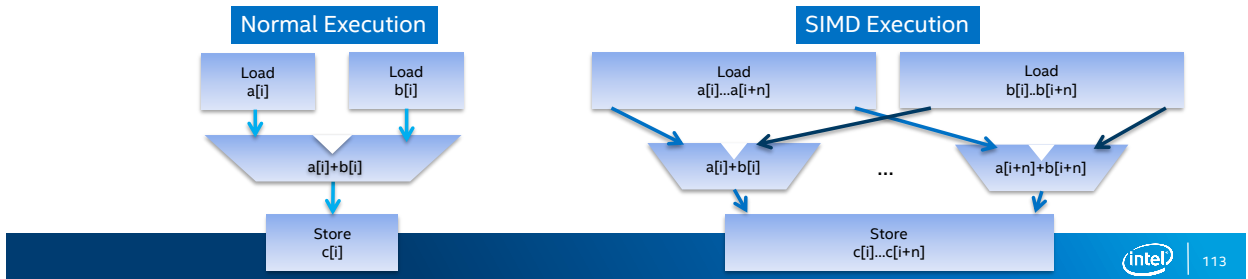 Normal Execution
SIMD Execution
Load
a[i]
Load
b[i]
Load
a[i]...a[i+n]
Load
b[i]..b[i+n]
a[i]+b[i]
a[i]+b[i]
...
a[i+n]+b[i+n]
Store
c[i]
Store
c[i]...c[i+n]
intel
113